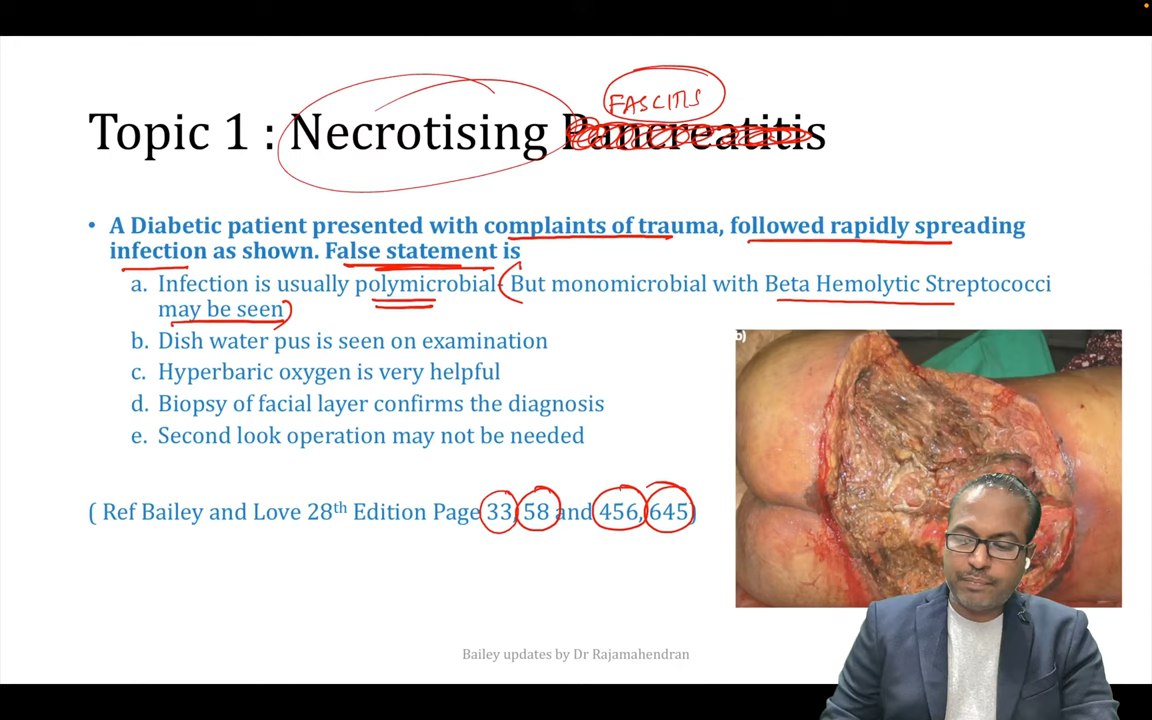 FASCITIS
Topic 1 : Necrotising Pancreatitis
• A Diabetic patient presented with complaints of trauma, followed rapidly spreading
infection as shown. False statement is
a. Infection is usually polymicrobial- But monomicrobial with Beta Hemolytic Streptococci
may be seen)
b. Dish water pus is seen on examination
c. Hyperbaric oxygen is very helpful
d. Biopsy of facial layer confirms the diagnosis
e. Second look operation may not be needed
b)
( Ref Bailey and Love 28th Edition Page 33, 58 and 456, 645)
Bailey updates by Dr Rajamahendran